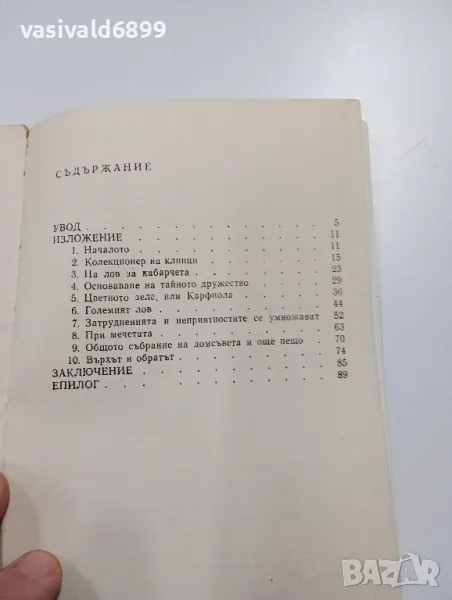 vasivald6899
СЪДЪРЖАНИЕ
УВОД . . . . . . . . . . . 5
ИЗЛОЖЕНИЕ . . . . . . . . . 11
1. Началото . . . . . . . . . 11
2. Колекционер на клинци . . . . . 15
3. На лов за кабарчета . . . . . . 23
4. Основаване на тайното дружество . . . 29
5. Цветното зеле, или Карфиола . . . . 36
6. Големият лов . . . . . . . . 44
7. Затрудненията и неприятностите се умножават 52
8. При мечетата . . . . . . . . 63
9. Общото събрание на домсъвета и още нещо . 70
10. Върхът и обратът . . . . . . . 74
ЗАКЛЮЧЕНИЕ . . . . . . . . . 85
ЕПИЛОГ . . . . . . . . . . 89
bazar